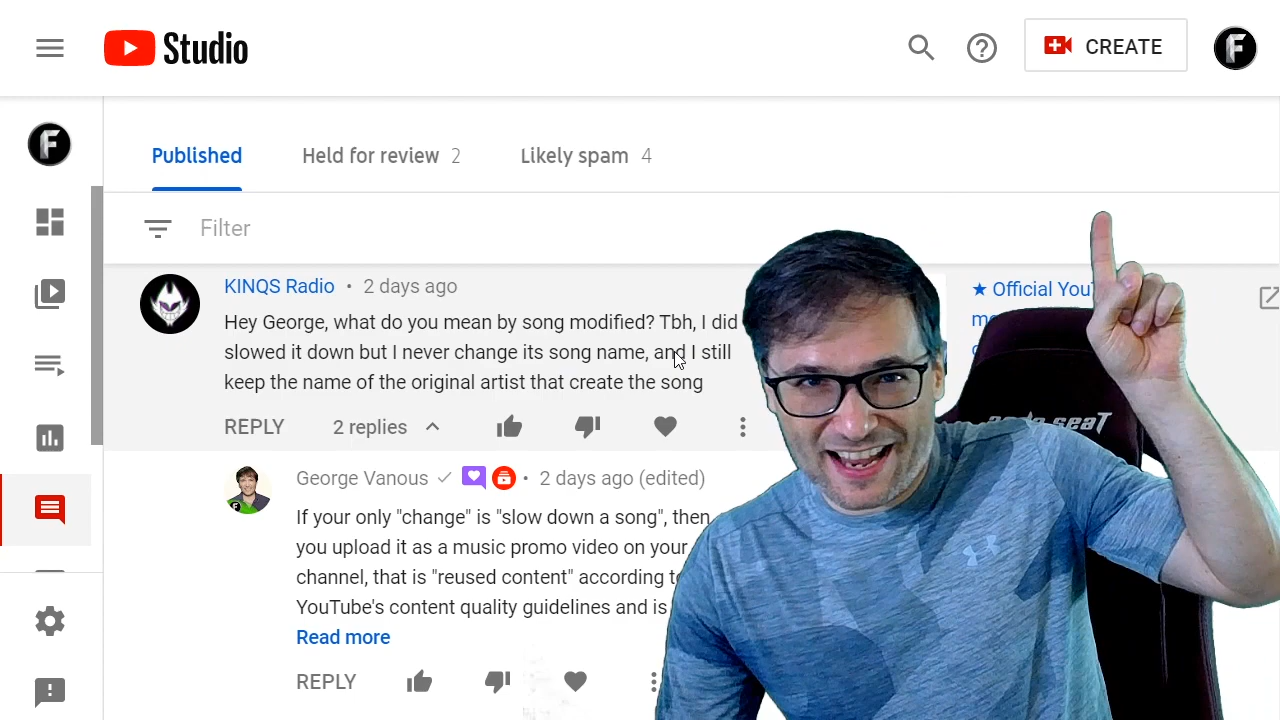 Studio
CREATE
F
F
Published
Held for review 2
Likely spam 4
Filter
KINQS Radio • 2 days ago
Hey George, what do you mean by song modified? Tbh, I did
slowed it down but I never change its song name, and I still
keep the name of the original artist that create the song
★ Official You
REPLY
2 replies
seat
George Vanous
• 2 days ago (edited)
If your only "change" is "slow down a song", then
you upload it as a music promo video on your
channel, that is "reused content" according
YouTube's content quality guidelines and is
Read more
REPLY